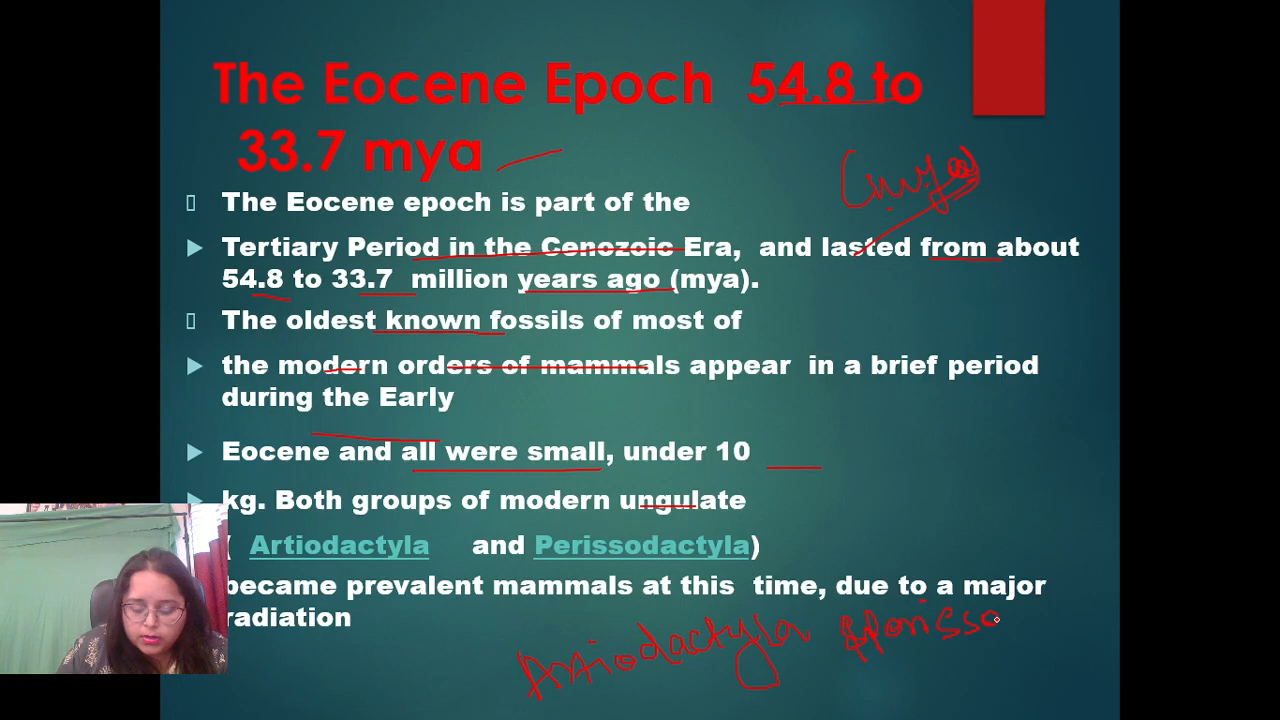 The Eocene Epoch 54.8 to
33.7 mya
The Eocene epoch is part of the
Tertiary Period in the Cenozoic Era, and lasted from about
54.8 to 33.7 million years ago (mya).
The oldest known fossils of most of
the modern orders of mammals appear in a brief period
during the Early
Eocene and all were small, under 10
kg. Both groups of modern ungulate
( Artiodactyla and Perissodactyla)
became prevalent mammals at this time, due to a major
radiation
Artiodactyla